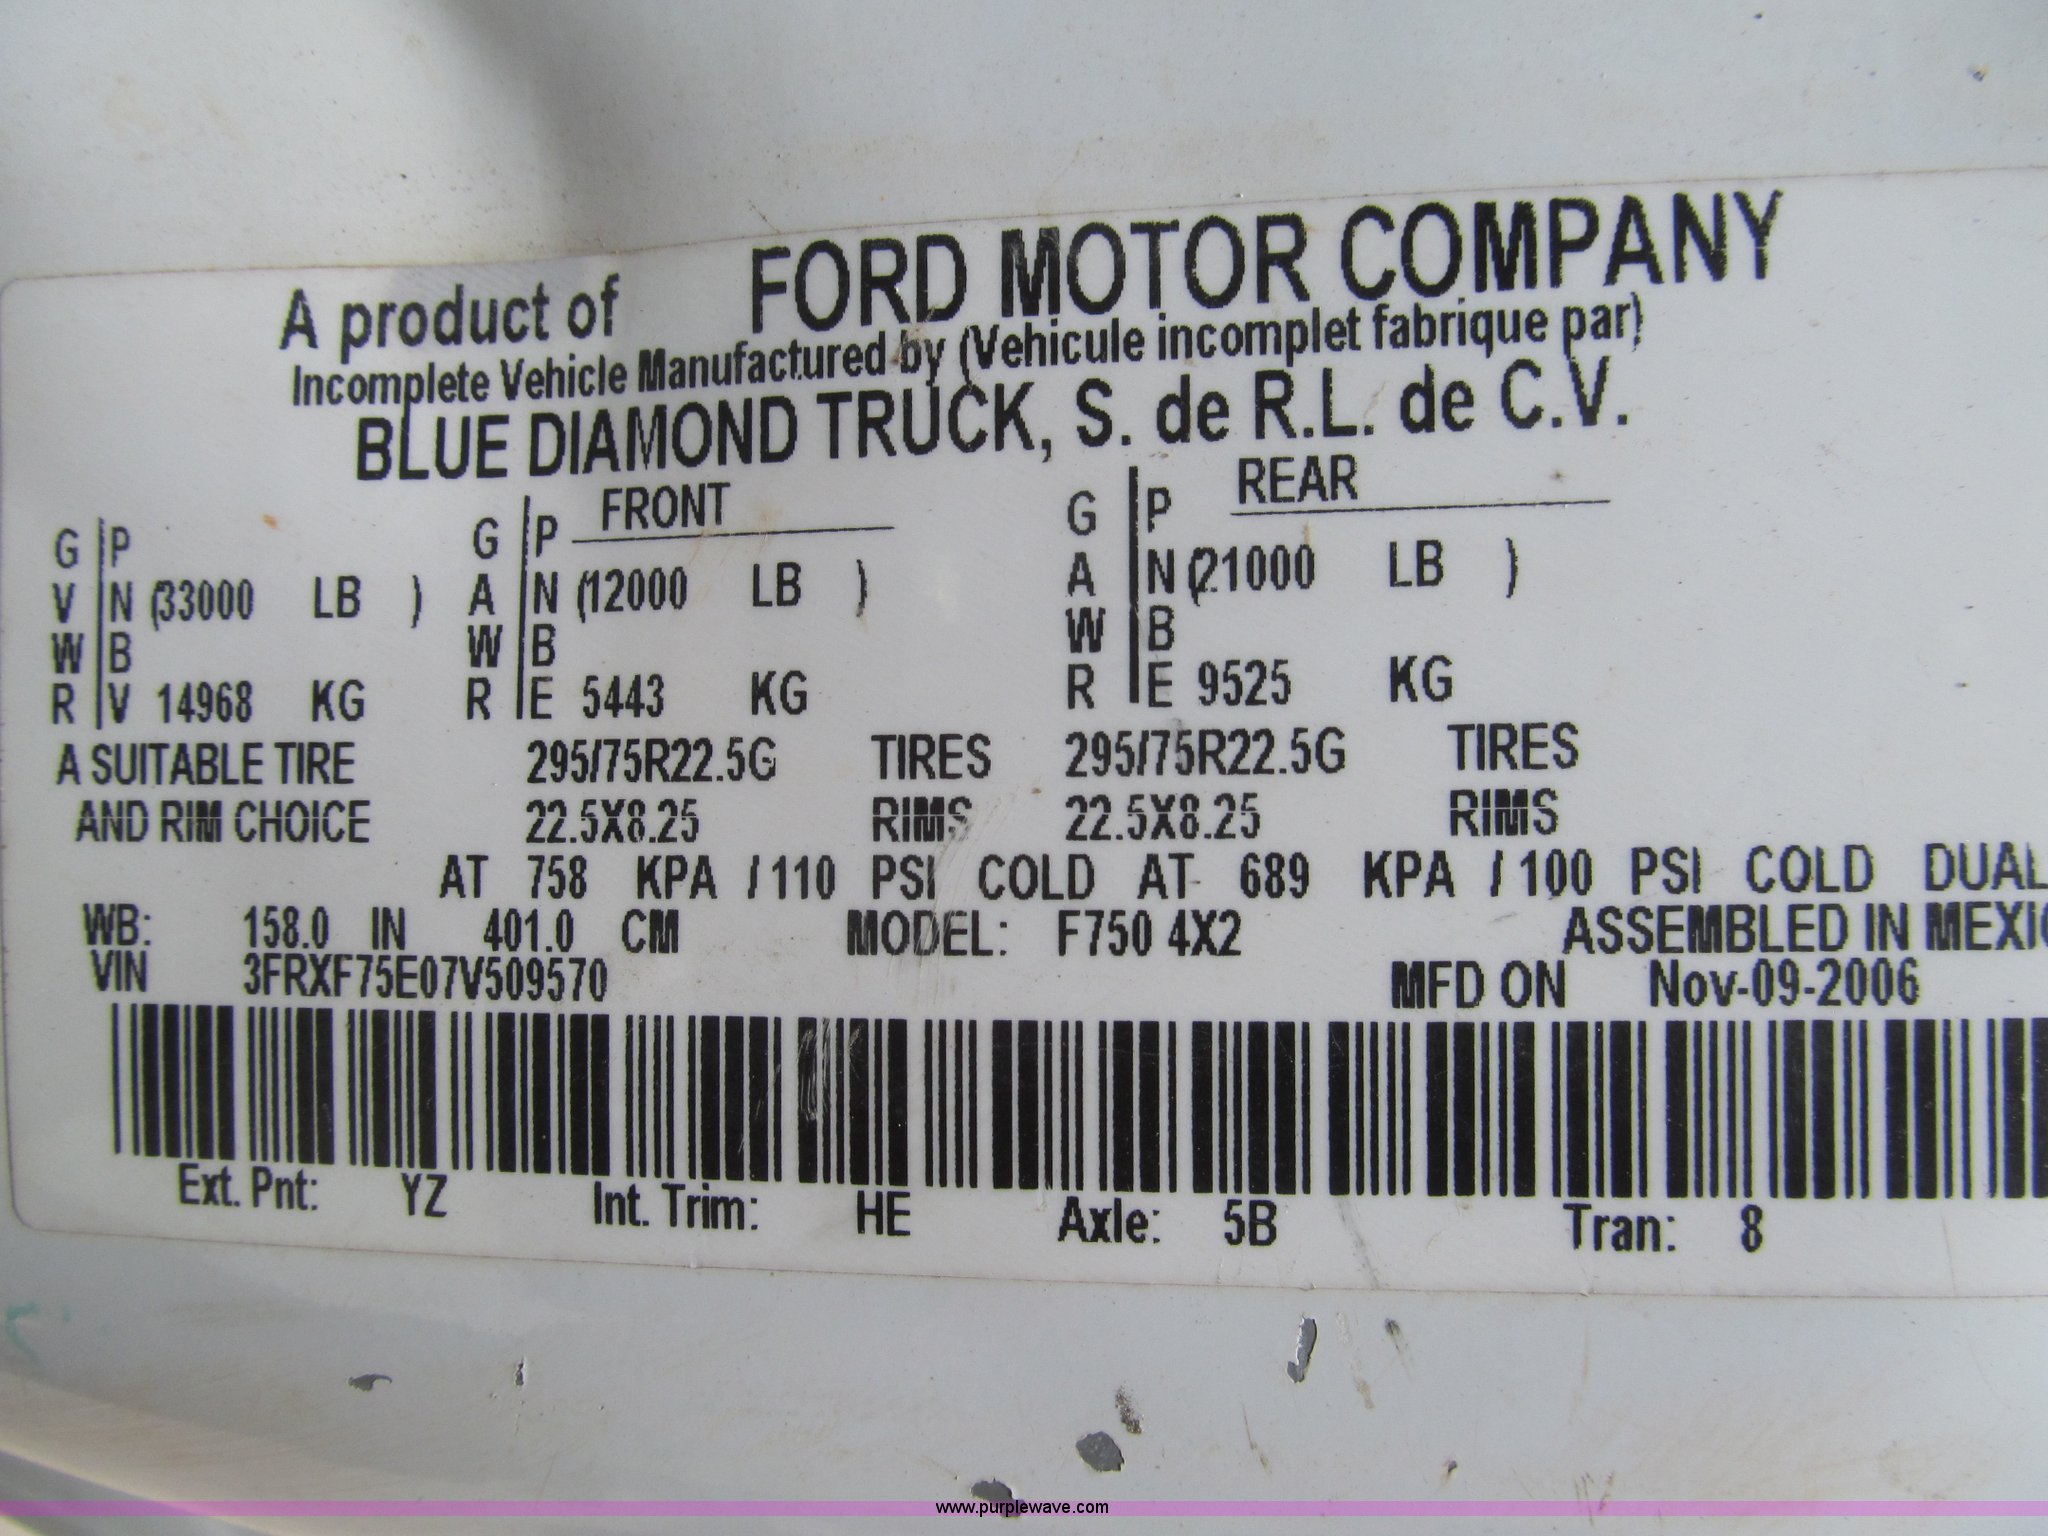 A product of FORD MOTOR COMPANY
Incomplete Vehicle Manufactured by (Vehicule incomplet fabrique par)
BLUE DIAMOND TRUCK, S. de R.L. de C.V.
FRONT REAR
G P G P G P
V N (33000 LB ) A N (12000 LB ) A N (21000 LB )
W B W B W B
R V 14968 KG R E 5443 KG R E 9525 KG
A SUITABLE TIRE 295/75R22.5G TIRES 295/75R22.5G TIRES
AND RIM CHOICE 22.5X8.25 RIMS 22.5X8.25 RIMS
AT 758 KPA / 110 PSI COLD AT 689 KPA / 100 PSI COLD DUAL
WB: 158.0 IN 401.0 CM MODEL: F750 4X2 ASSEMBLED IN MEXIC
VIN 3FRXF75E07V509570 MFD ON Nov-09-2006
Ext. Pnt: YZ Int. Trim: HE Axle: 5B Tran: 8
www.purplewave.com